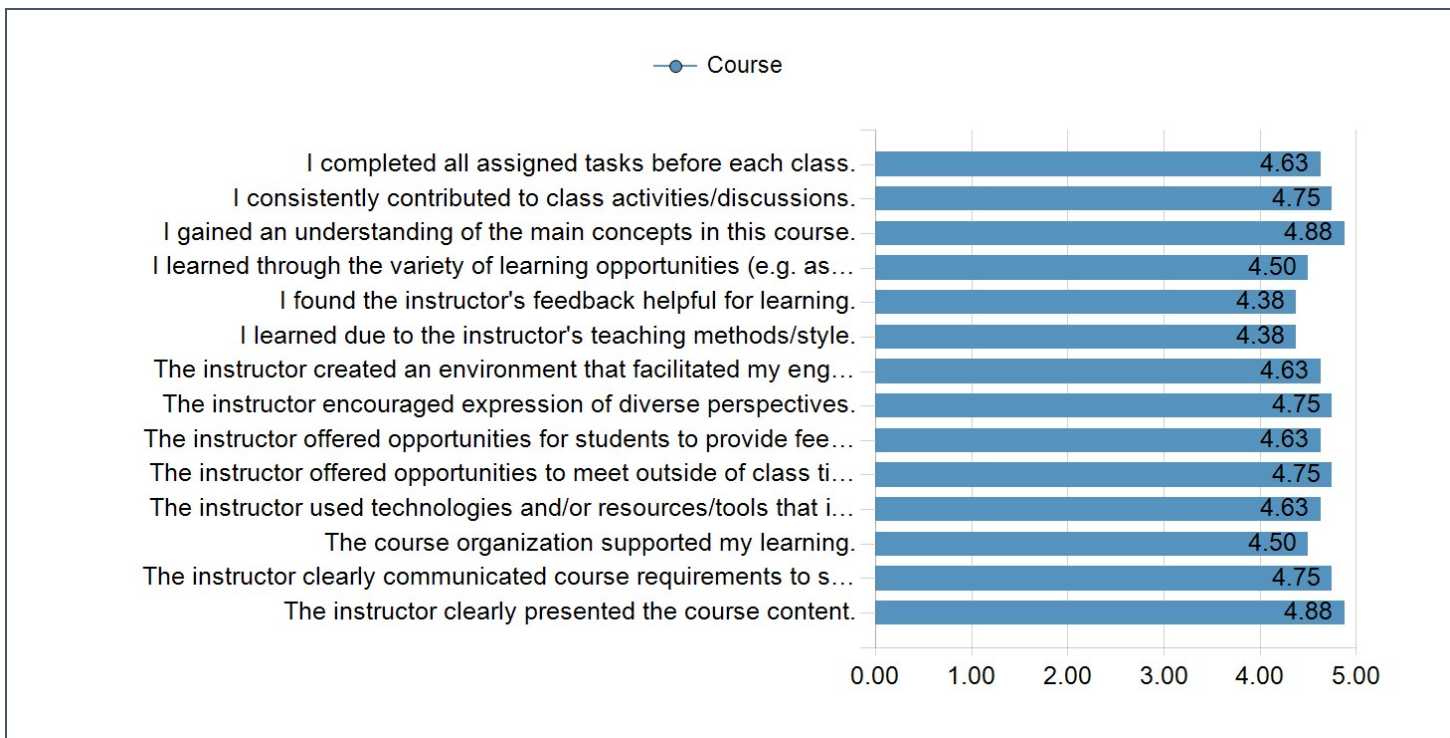 Course
I completed all assigned tasks before each class.
4.63
I consistently contributed to class activities/discussions.
4.75
I gained an understanding of the main concepts in this course.
4.88
I learned through the variety of learning opportunities (e.g. as…
4.50
I found the instructor's feedback helpful for learning.
4.38
I learned due to the instructor's teaching methods/style.
4.38
The instructor created an environment that facilitated my eng…
4.63
The instructor encouraged expression of diverse perspectives.
4.75
The instructor offered opportunities for students to provide fee…
4.63
The instructor offered opportunities to meet outside of class ti…
4.75
The instructor used technologies and/or resources/tools that i…
4.63
The course organization supported my learning.
4.50
The instructor clearly communicated course requirements to s…
4.75
The instructor clearly presented the course content.
4.88
0.00 1.00 2.00 3.00 4.00 5.00